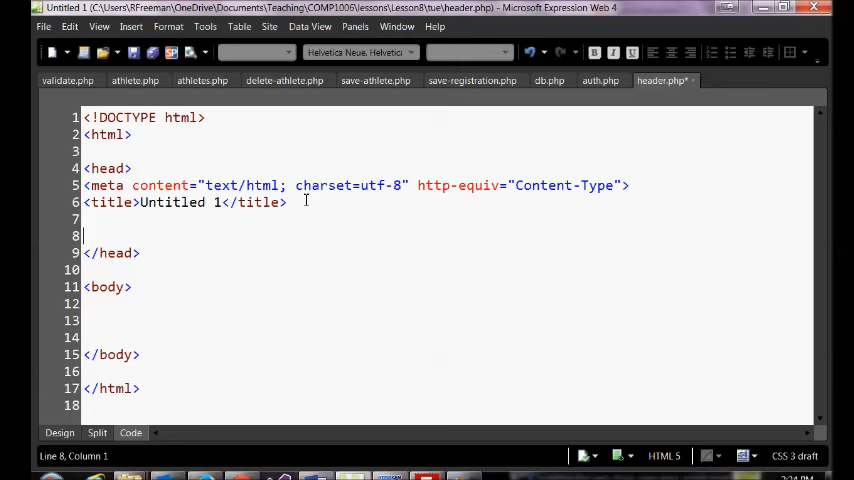 Untitled 1 (C:\Users\RFreeman\OneDrive\Documents\Teaching\COMP1006\lessons\Lesson8\tue\header.php) - Microsoft Expression Web 4
File Edit View Insert Format Tools Table Site Data View Panels Window Help
Helvetica Neue, Helvetic B I U A
validate.php athlete.php athletes.php delete-athlete.php save-athlete.php save-registration.php db.php auth.php header.php* ×
1 <!DOCTYPE html>
2 <html>
3
4 <head>
5 <meta content="text/html; charset=utf-8" http-equiv="Content-Type">
6 <title>Untitled 1</title>
7
8
9 </head>
10
11 <body>
12
13
14
15 </body>
16
17 </html>
18
Design Split Code
Line 8, Column 1 HTML 5 CSS 3 draft